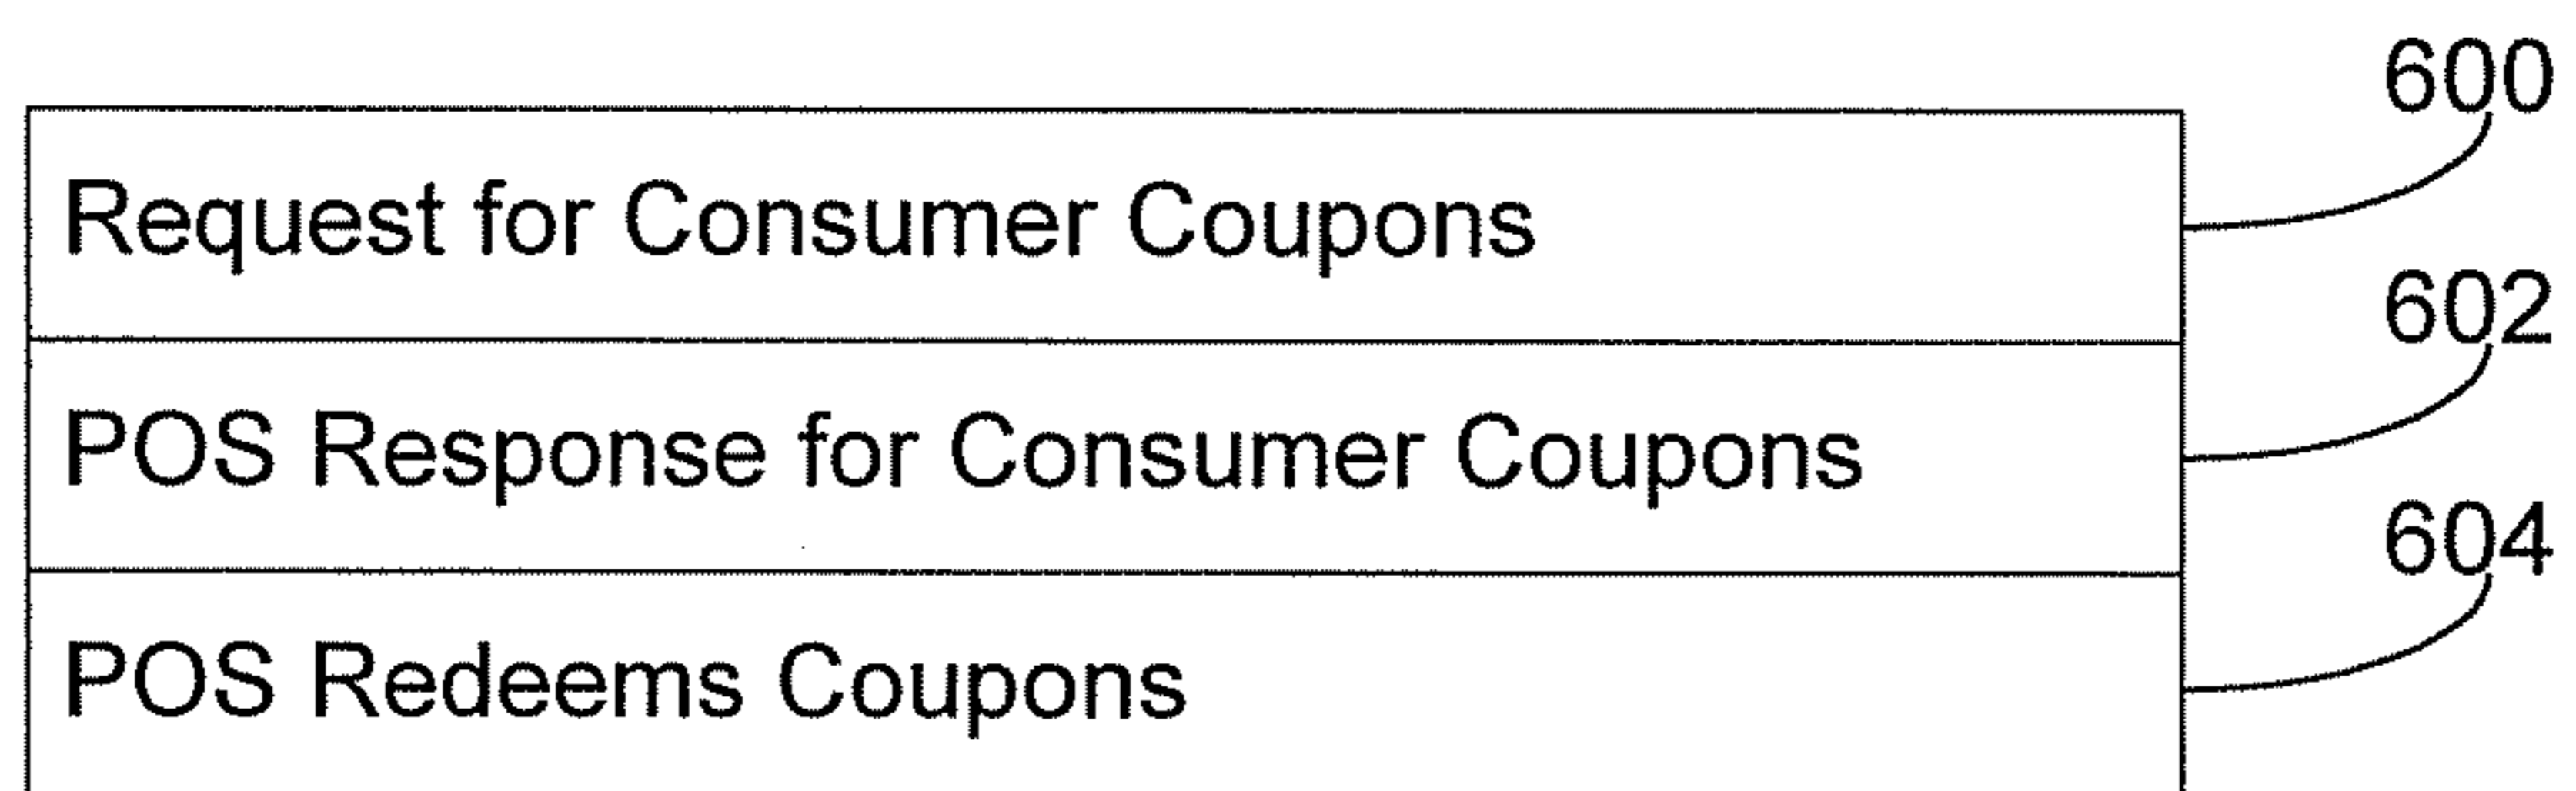 600
Request for Consumer Coupons
602
POS Response for Consumer Coupons
604
POS Redeems Coupons